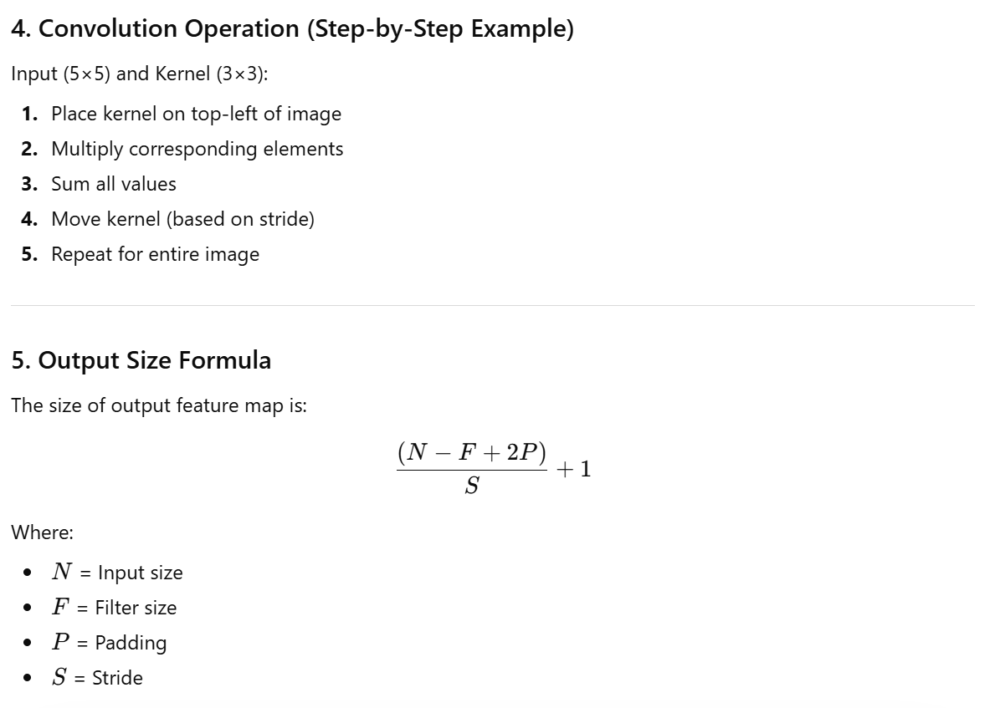 4. Convolution Operation (Step-by-Step Example)
Input (5×5) and Kernel (3×3):
1. Place kernel on top-left of image
2. Multiply corresponding elements
3. Sum all values
4. Move kernel (based on stride)
5. Repeat for entire image
5. Output Size Formula
The size of output feature map is:
(N − F + 2P)
S
+ 1
Where:
• N = Input size
• F = Filter size
• P = Padding
• S = Stride